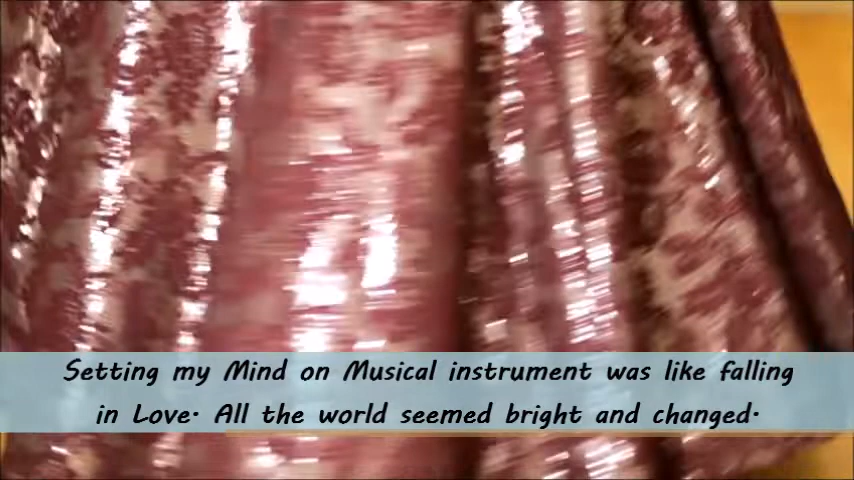 Setting my Mind on Musical instrument was like falling
in Love. All the world seemed bright and changed.